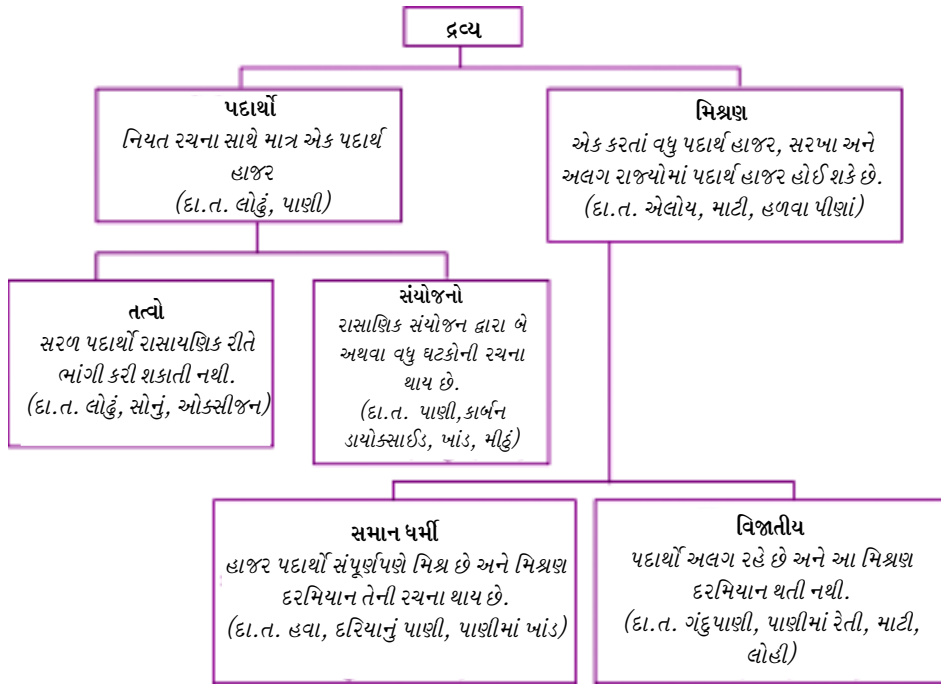 દ્રવ્ય
પદાર્થો
નિયત રચના સાથે માત્ર એક પદાર્થ
હાજર
(દા.ત. લોઢું, પાણી)
મિશ્રણ
એક કરતાં વધુ પદાર્થ હાજર, સરખા અને
અલગ રાજ્યોમાં પદાર્થ હાજર હોઈ શકે છે.
(દા.ત. એલોય, માટી, હળવા પીણાં)
તત્વો
સરળ પદાર્થો રાસાયણિક રીતે
ભાંગી કરી શકાતી નથી.
(દા.ત. લોઢું, સોનું, ઓક્સીજન)
સંયોજનો
રાસાણિક સંયોજન દ્વારા બે
અથવા વધુ ઘટકોની રચના
થાય છે.
(દા.ત. પાણી,કાર્બન
ડાયોક્સાઈડ, ખાંડ, મીઠું)
સમાન ધર્મી
હાજર પદાર્થો સંપૂર્ણપણે મિશ્ર છે અને મિશ્રણ
દરમિયાન તેની રચના થાય છે.
(દા.ત. હવા, દરિયાનું પાણી, પાણીમાં ખાંડ)
વિજાતીય
પદાર્થો અલગ રહે છે અને આ મિશ્રણ
દરમિયાન થતી નથી.
(દા.ત. ગંદુપાણી, પાણીમાં રેતી, માટી,
લોહી)